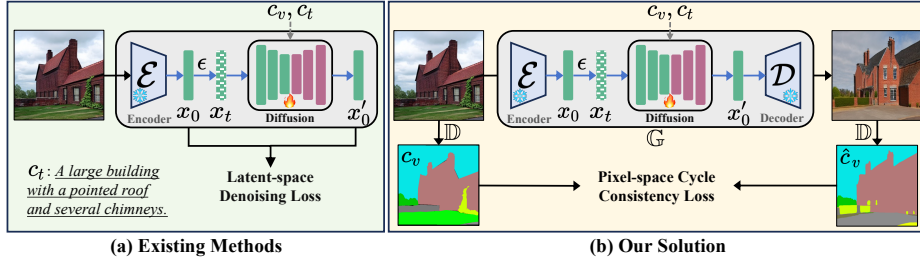 c_v, c_t
ℰ
ϵ
x_0
x_t
x′_0
Encoder
Diffusion
c_t: A large building
with a pointed roof
and several chimneys.
Latent-space
Denoising Loss
(a) Existing Methods
c_v, c_t
ℰ
ϵ
x_0
x_t
x′_0
𝒟
Encoder
Diffusion
Decoder
𝔻
𝔾
𝔻
c_v
ĉ_v
Pixel-space Cycle
Consistency Loss
(b) Our Solution